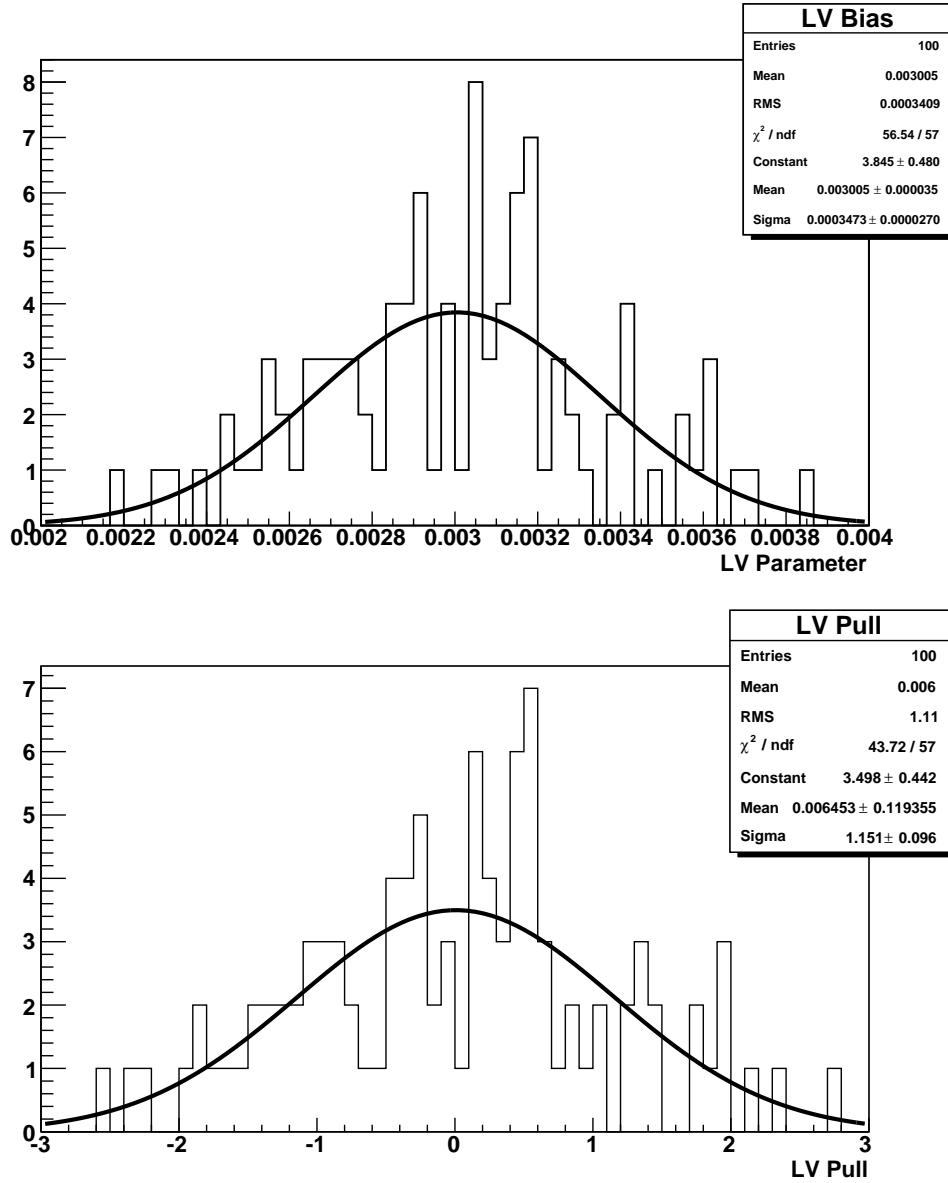 LV Bias
Entries 100
Mean 0.003005
RMS 0.0003409
χ² / ndf 56.54 / 57
Constant 3.845 ± 0.480
Mean 0.003005 ± 0.000035
Sigma 0.0003473 ± 0.0000270
8
7
6
5
4
3
2
1
0
0.002 0.0022 0.0024 0.0026 0.0028 0.003 0.0032 0.0034 0.0036 0.0038 0.004
LV Parameter
LV Pull
Entries 100
Mean 0.006
RMS 1.11
χ² / ndf 43.72 / 57
Constant 3.498 ± 0.442
Mean 0.006453 ± 0.119355
Sigma 1.151 ± 0.096
7
6
5
4
3
2
1
0
-3 -2 -1 0 1 2 3
LV Pull